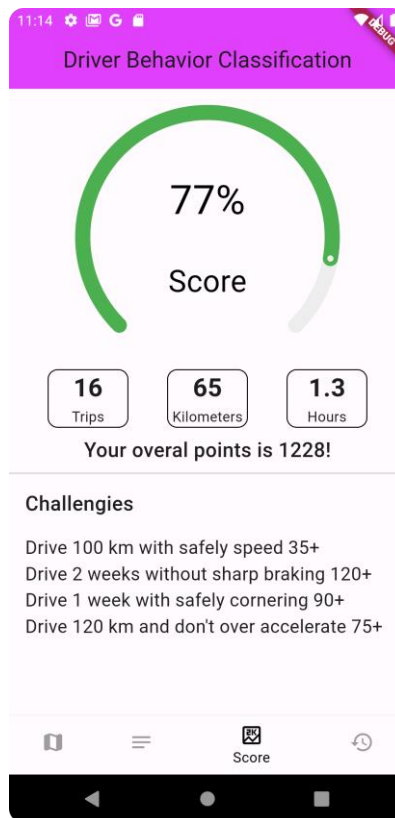 11:14
DEBUG
Driver Behavior Classification
77%
Score
16 65 1.3
Trips Kilometers Hours
Your overal points is 1228!
Challengies
Drive 100 km with safely speed 35+
Drive 2 weeks without sharp braking 120+
Drive 1 week with safely cornering 90+
Drive 120 km and don't over accelerate 75+
Score